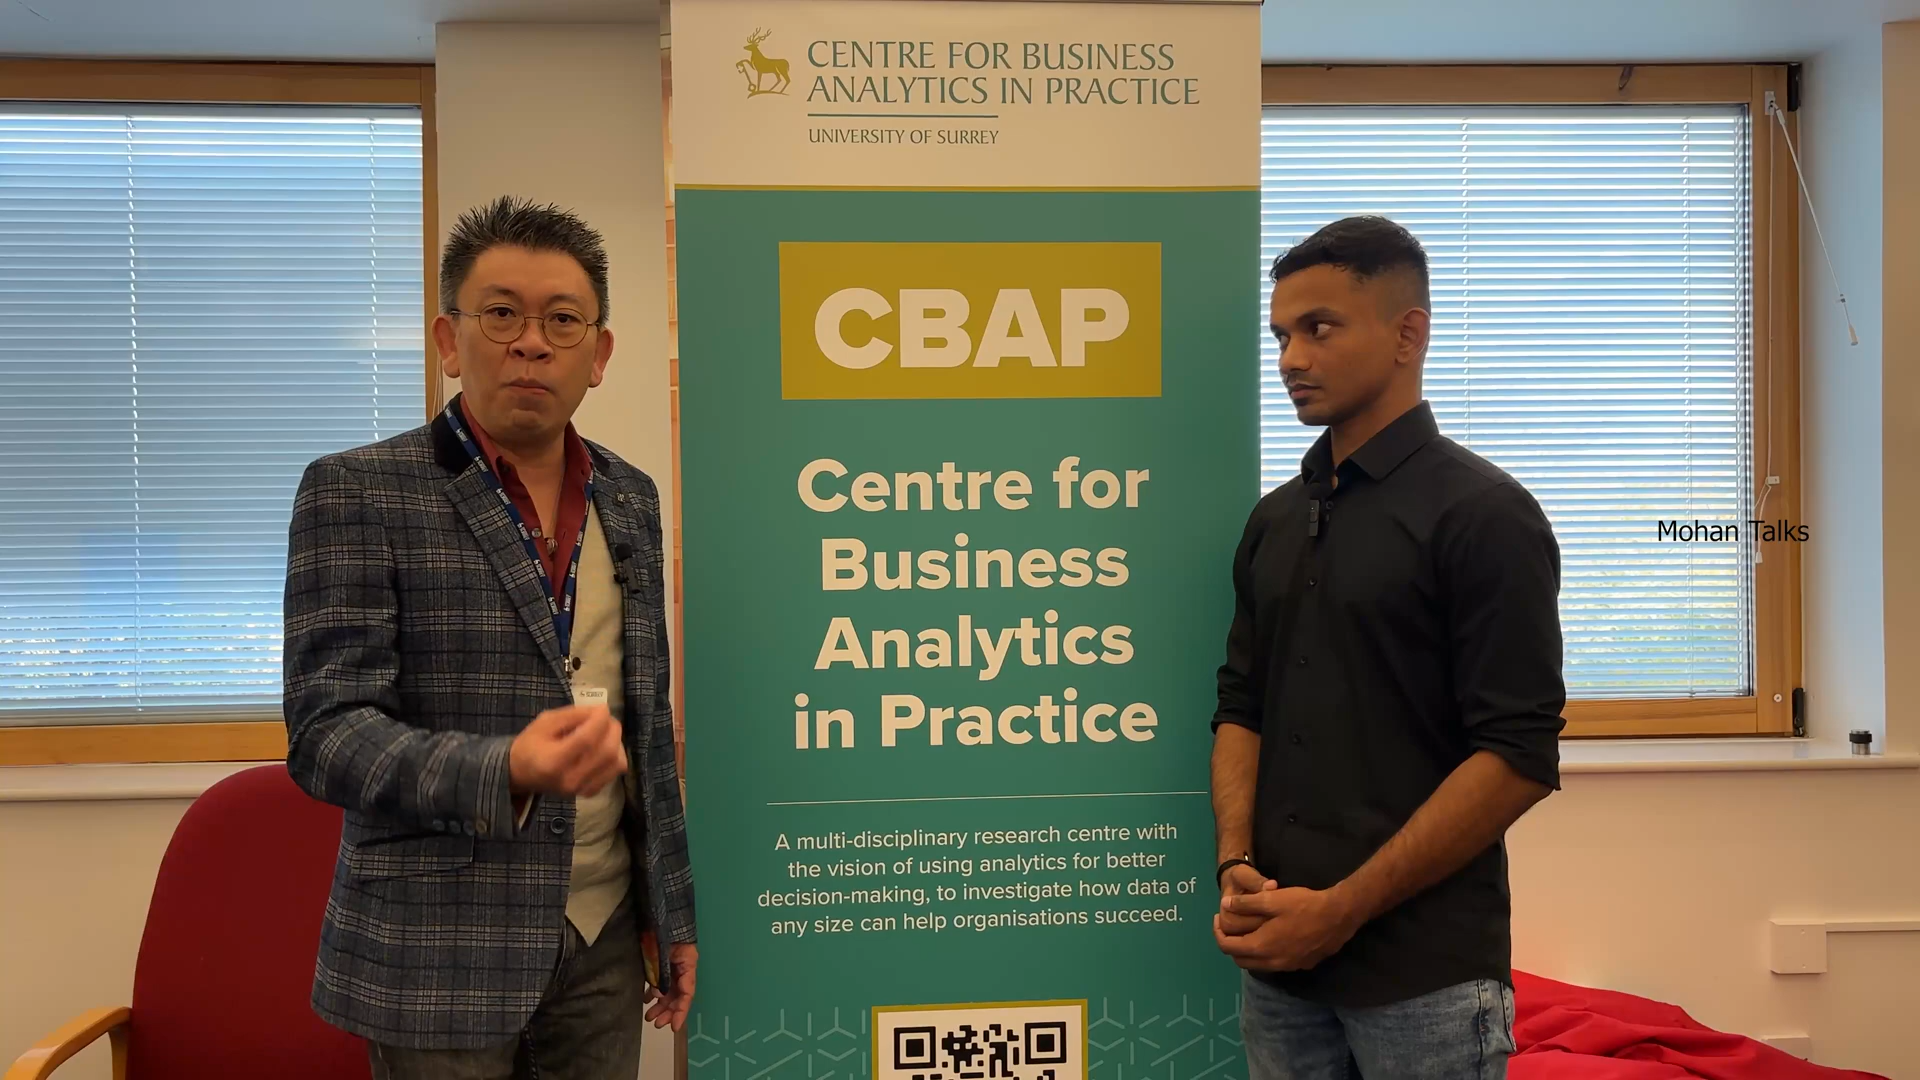 CENTRE FOR BUSINESS
ANALYTICS IN PRACTICE
UNIVERSITY OF SURREY
CBAP
Centre for
Business
Analytics
in Practice
A multi-disciplinary research centre with
the vision of using analytics for better
decision-making, to investigate how data of
any size can help organisations succeed.
Mohan Talks
SURREY